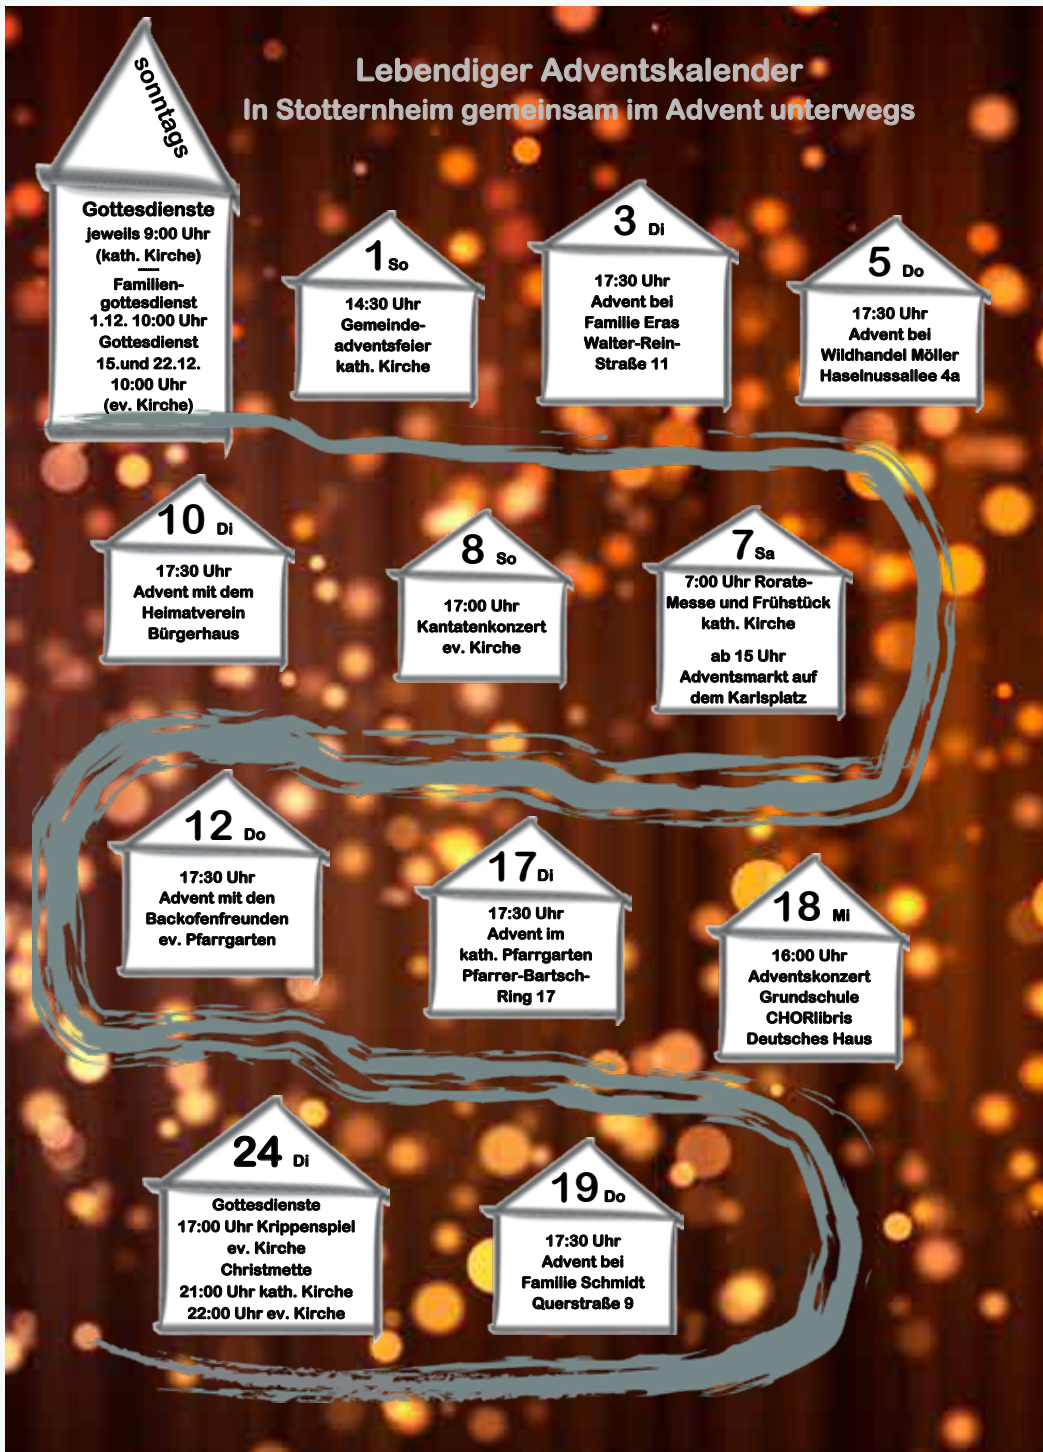 Lebendiger Adventskalender
In Stotternheim gemeinsam im Advent unterwegs
sonntags
Gottesdienste
jeweils 9:00 Uhr
(kath. Kirche)
Familien-
gottesdienst
1.12. 10:00 Uhr
Gottesdienst
15.und 22.12.
10:00 Uhr
(ev. Kirche)
1 So
14:30 Uhr
Gemeinde-
adventsfeier
kath. Kirche
3 Di
17:30 Uhr
Advent bei
Familie Eras
Walter-Rein-
Straße 11
5 Do
17:30 Uhr
Advent bei
Wildhandel Möller
Haselnussallee 4a
10 Di
17:30 Uhr
Advent mit dem
Heimatverein
Bürgerhaus
8 So
17:00 Uhr
Kantatenkonzert
ev. Kirche
7 Sa
7:00 Uhr Rorate-
Messe und Frühstück
kath. Kirche
ab 15 Uhr
Adventsmarkt auf
dem Karlsplatz
12 Do
17:30 Uhr
Advent mit den
Backofenfreunden
ev. Pfarrgarten
17 Di
17:30 Uhr
Advent im
kath. Pfarrgarten
Pfarrer-Bartsch-
Ring 17
18 Mi
16:00 Uhr
Adventskonzert
Grundschule
CHORlibris
Deutsches Haus
24 Di
Gottesdienste
17:00 Uhr Krippenspiel
ev. Kirche
Christmette
21:00 Uhr kath. Kirche
22:00 Uhr ev. Kirche
19 Do
17:30 Uhr
Advent bei
Familie Schmidt
Querstraße 9